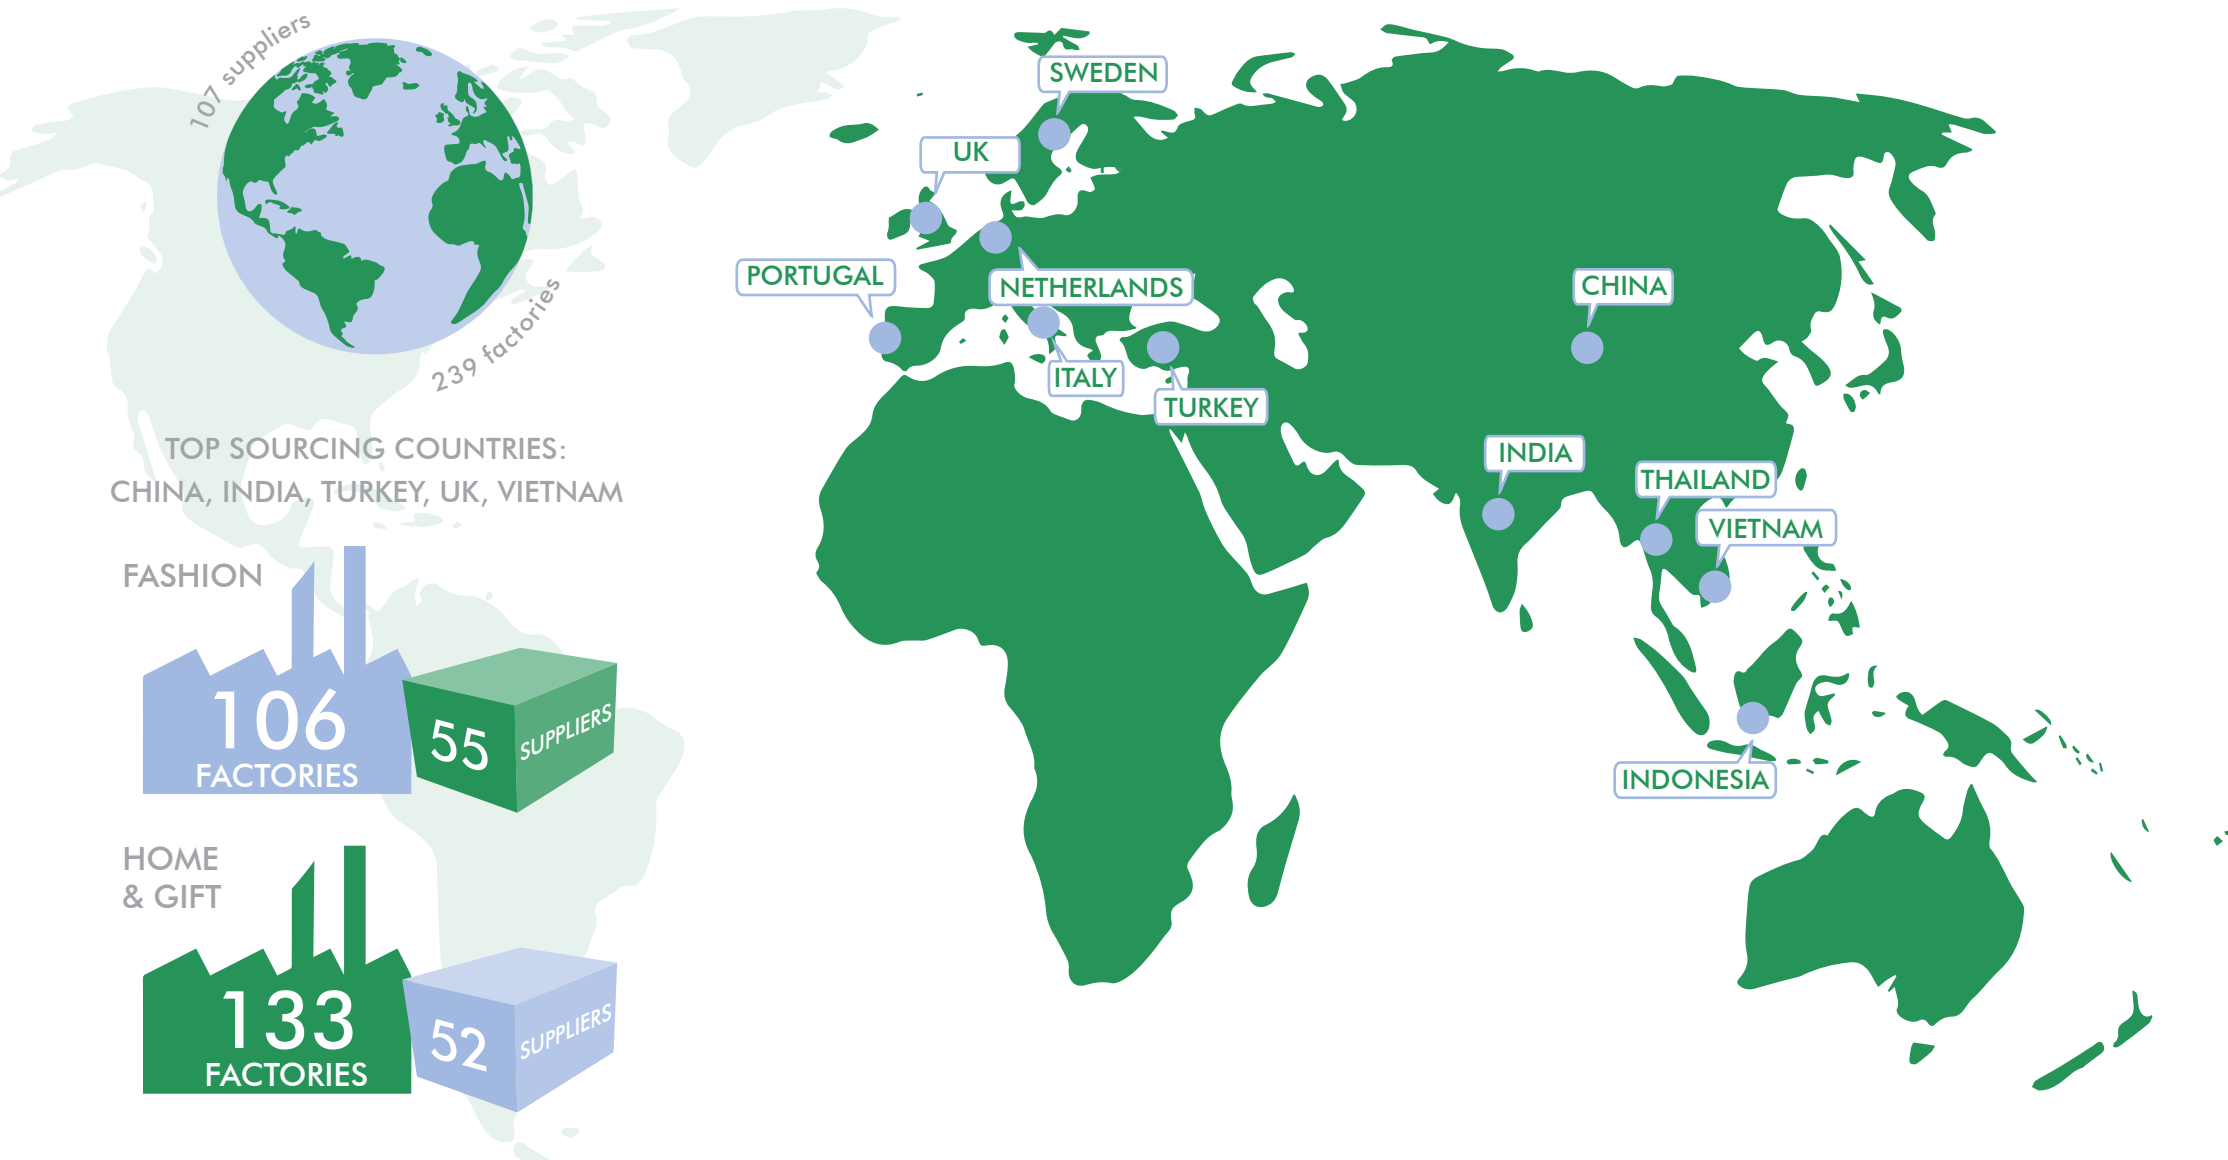 107 suppliers
239 factories
TOP SOURCING COUNTRIES:
CHINA, INDIA, TURKEY, UK, VIETNAM
FASHION
106
FACTORIES
55
SUPPLIERS
HOME
& GIFT
133
FACTORIES
52
SUPPLIERS
SWEDEN
UK
PORTUGAL
NETHERLANDS
ITALY
TURKEY
CHINA
INDIA
THAILAND
VIETNAM
INDONESIA